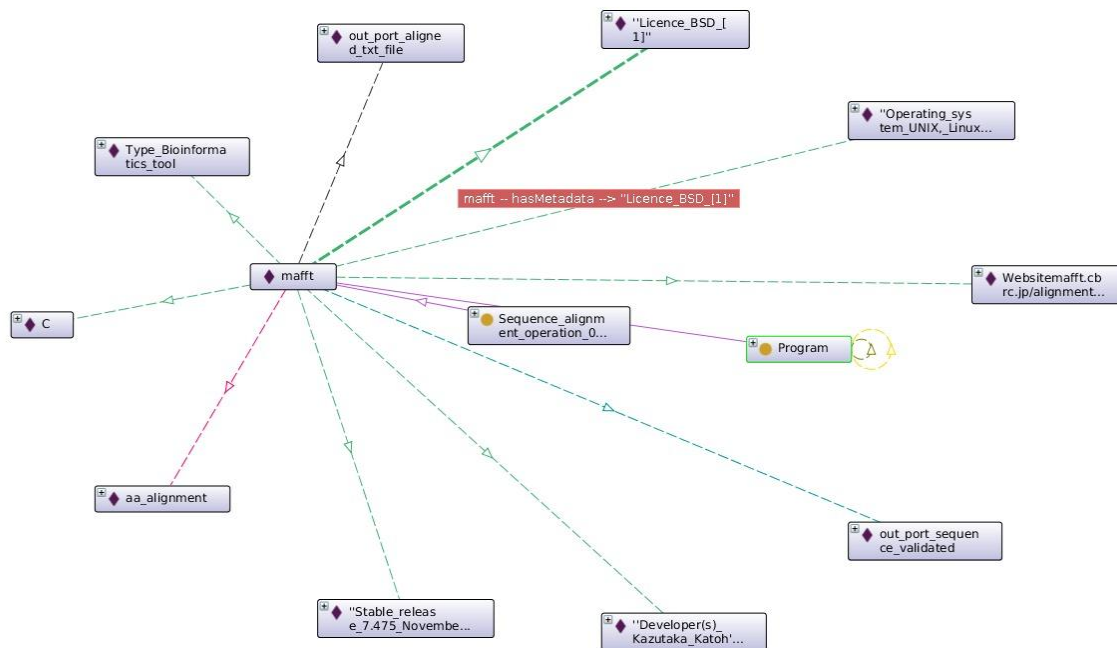 out_port_aligne
d_txt_file
"Licence_BSD_[
1]"
"Operating_sys
tem_UNIX,_Linux...
Type_Bioinforma
tics_tool
mafft -- hasMetadata --> "Licence_BSD_[1]"
mafft
Websitemafft.cb
rc.jp/alignment...
C
Sequence_alignm
ent_operation_0...
Program
aa_alignment
out_port_sequen
ce_validated
"Stable_releas
e_7.475_Novembe...
"Developer(s)_
Kazutaka_Katoh'...